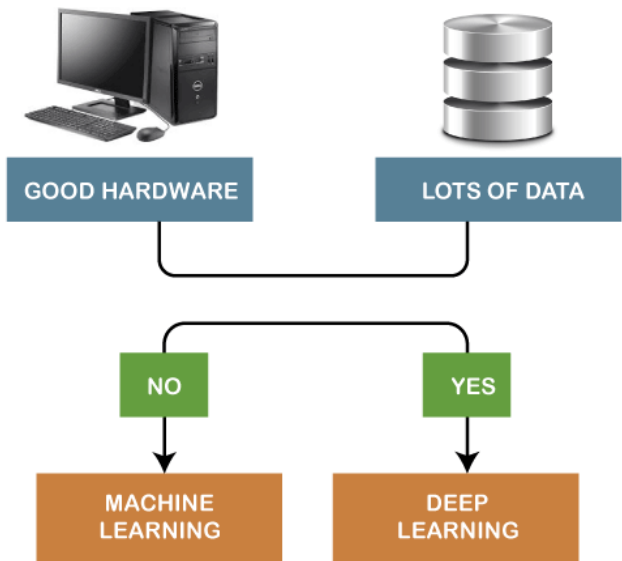 GOOD HARDWARE
LOTS OF DATA
NO
YES
MACHINE
LEARNING
DEEP
LEARNING